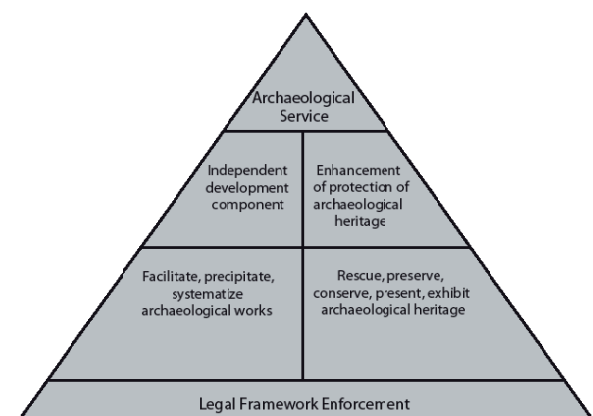 Archaeological
Service
Independent
development
component
Enhancement
of protection of
archaeological
heritage
Facilitate, precipitate,
systematize
archaeological works
Rescue, preserve,
conserve, present, exhibit
archaeological heritage
Legal Framework Enforcement